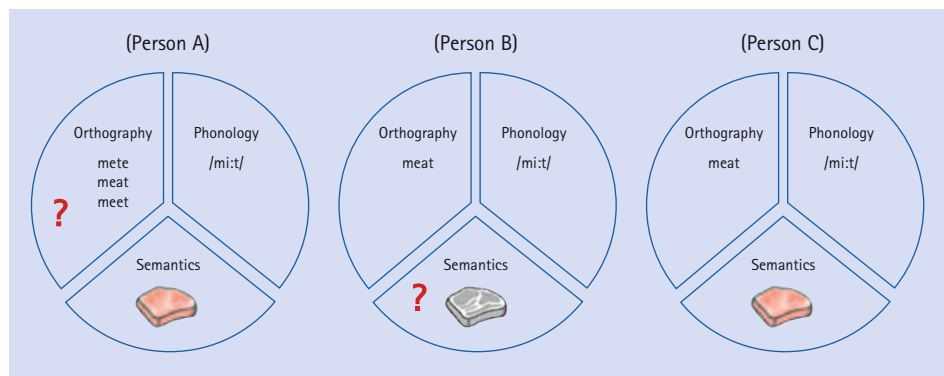 (Person A)
Orthography
mete
meat
meet
?
Phonology
/mi:t/
Semantics
(Person B)
Orthography
meat
Phonology
/mi:t/
Semantics
?
(Person C)
Orthography
meat
Phonology
/mi:t/
Semantics